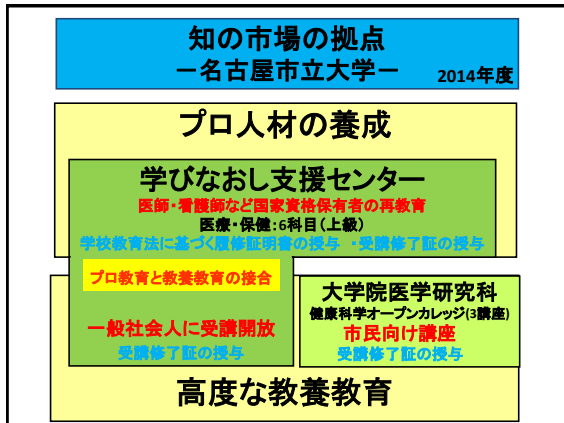 知の市場の拠点
－名古屋市立大学－
2014年度
プロ人材の養成
学びなおし支援センター
医師・看護師など国家資格保有者の再教育
医療・保健:6科目(上級)
学校教育法に基づく履修証明書の授与 ・受講修了証の授与
プロ教育と教養教育の接合
一般社会人に受講開放
受講修了証の授与
大学院医学研究科
健康科学オープンカレッジ(3講座)
市民向け講座
受講修了証の授与
高度な教養教育